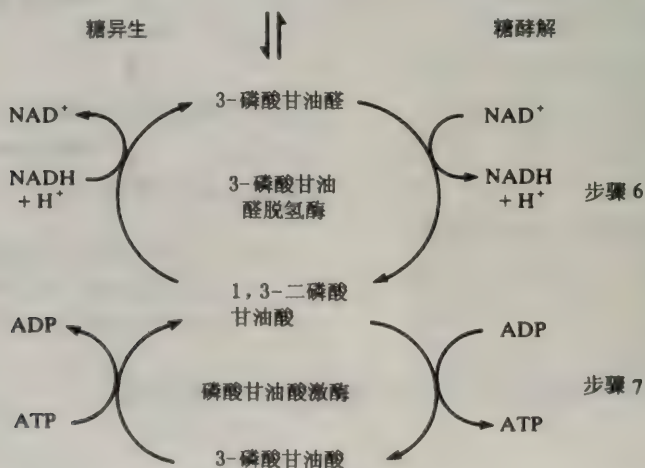 糖异生 糖酵解
3-磷酸甘油醛
NAD⁺ NAD⁺
NADH NADH
3-磷酸甘油 步骤 6
+ H⁺ + H⁺
醛脱氢酶
1,3-二磷酸
甘油酸
ADP ADP
磷酸甘油酸激酶 步骤 7
ATP ATP
3-磷酸甘油酸